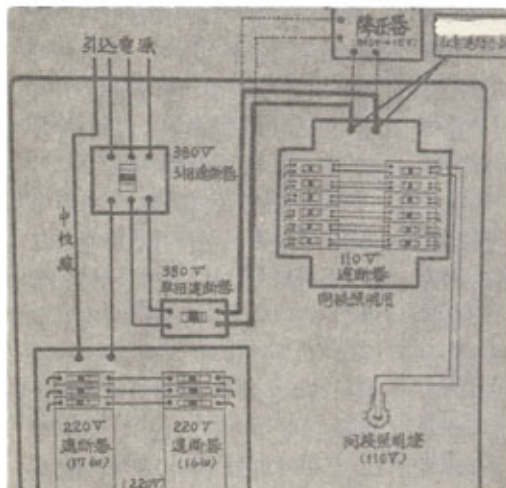 降压器
引込電源
380V
3相遮断器
中性線
110V
遮断器
间接照明用
380V
単相遮断器
220V
遮断器
220V
遮断器
间接照明燈
(110V)
(220V)